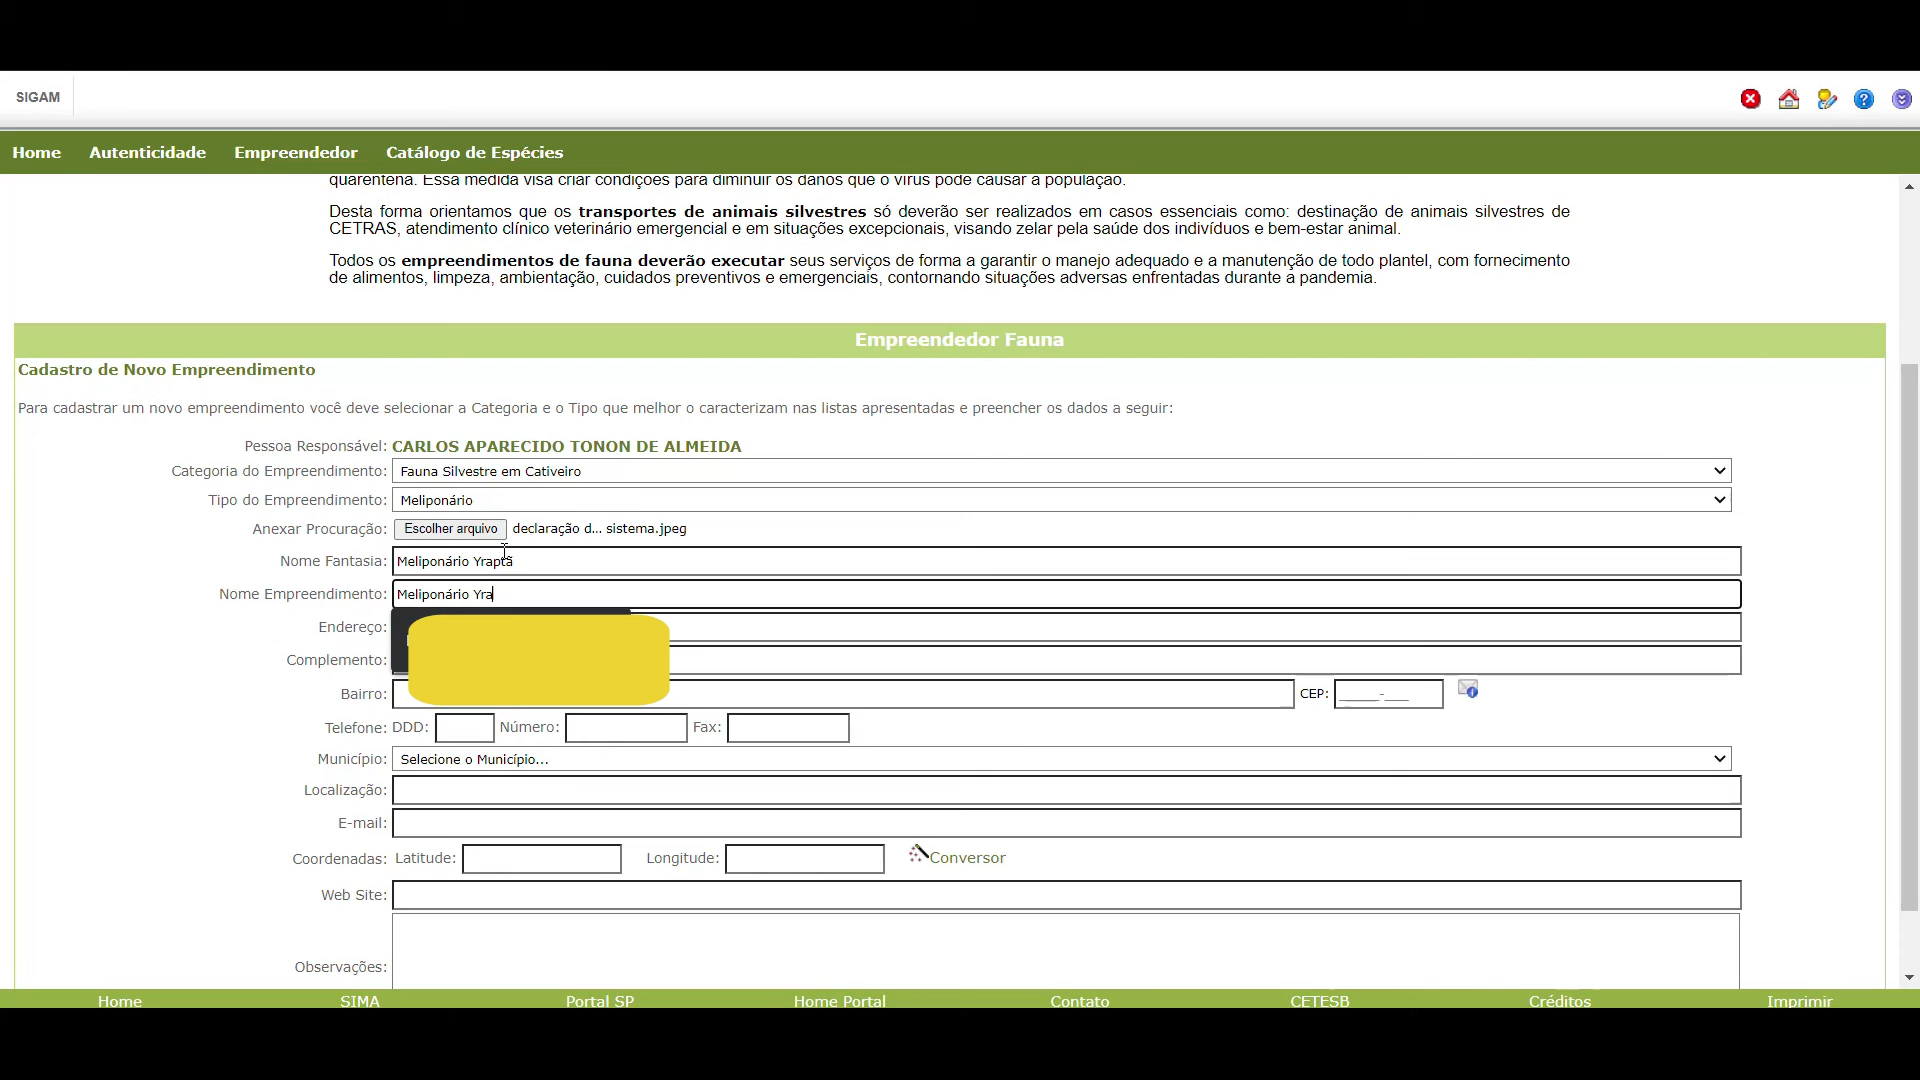 SIGAM
Home Autenticidade Empreendedor Catálogo de Espécies
quarentena. Essa medida visa criar condições para diminuir os danos que o vírus pode causar a população.
Desta forma orientamos que os transportes de animais silvestres só deverão ser realizados em casos essenciais como: destinação de animais silvestres de
CETRAS, atendimento clínico veterinário emergencial e em situações excepcionais, visando zelar pela saúde dos indivíduos e bem-estar animal.
Todos os empreendimentos de fauna deverão executar seus serviços de forma a garantir o manejo adequado e a manutenção de todo plantel, com fornecimento
de alimentos, limpeza, ambientação, cuidados preventivos e emergenciais, contornando situações adversas enfrentadas durante a pandemia.
Empreendedor Fauna
Cadastro de Novo Empreendimento
Para cadastrar um novo empreendimento você deve selecionar a Categoria e o Tipo que melhor o caracterizam nas listas apresentadas e preencher os dados a seguir:
Pessoa Responsável: CARLOS APARECIDO TONON DE ALMEIDA
Categoria do Empreendimento: Fauna Silvestre em Cativeiro
Tipo do Empreendimento: Meliponário
Anexar Procuração: Escolher arquivo declaração d... sistema.jpeg
Nome Fantasia: Meliponário Yraptã
Nome Empreendimento: Meliponário Yra
Endereço:
Complemento:
Bairro: CEP: _____-___
Telefone: DDD: Número: Fax:
Município: Selecione o Município...
Localização:
E-mail:
Coordenadas: Latitude: Longitude: Conversor
Web Site:
Observações:
Home SIMA Portal SP Home Portal Contato CETESB Créditos Imprimir